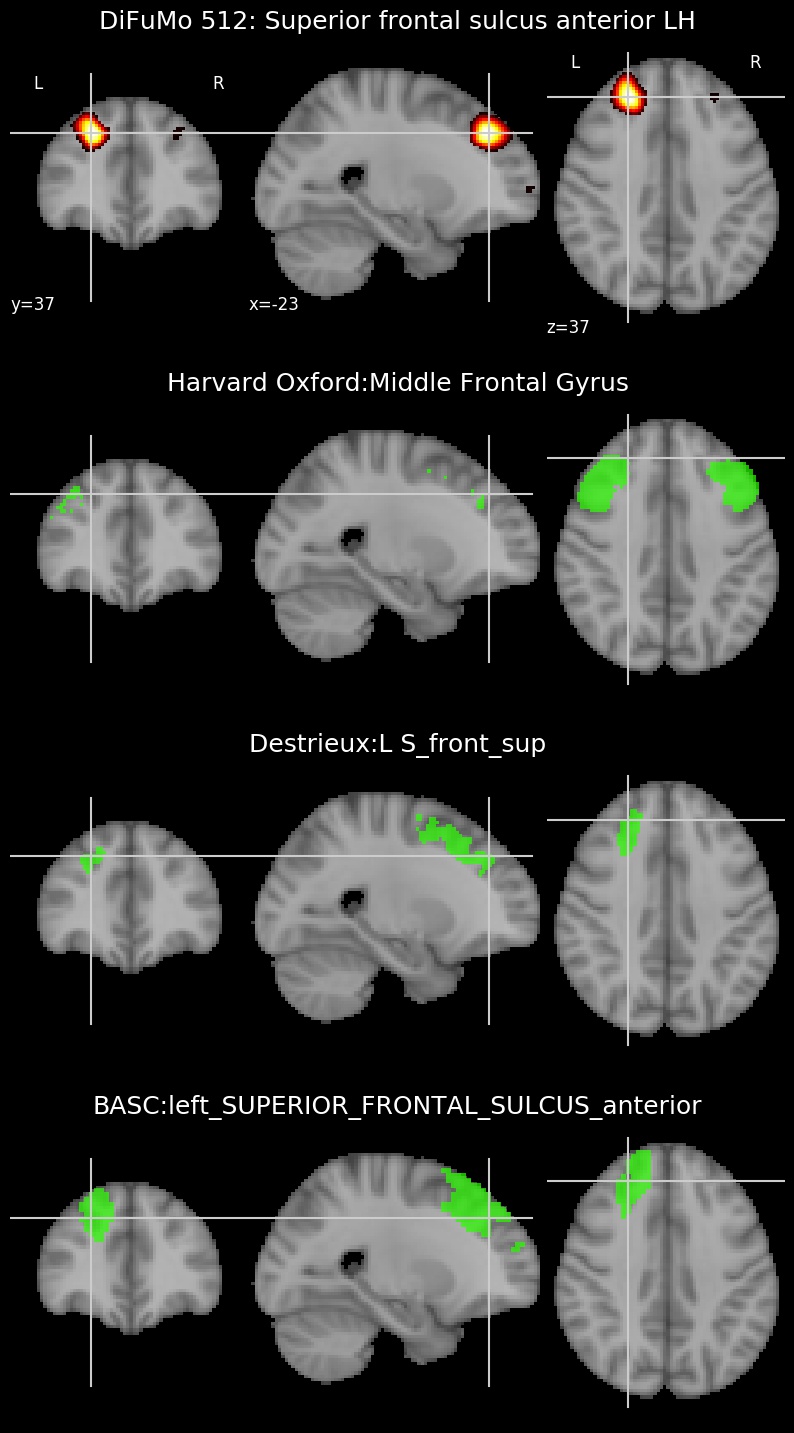 DiFuMo 512: Superior frontal sulcus anterior LH
L R L R
y=37 x=-23 z=37
Harvard Oxford:Middle Frontal Gyrus
Destrieux:L S_front_sup
BASC:left_SUPERIOR_FRONTAL_SULCUS_anterior